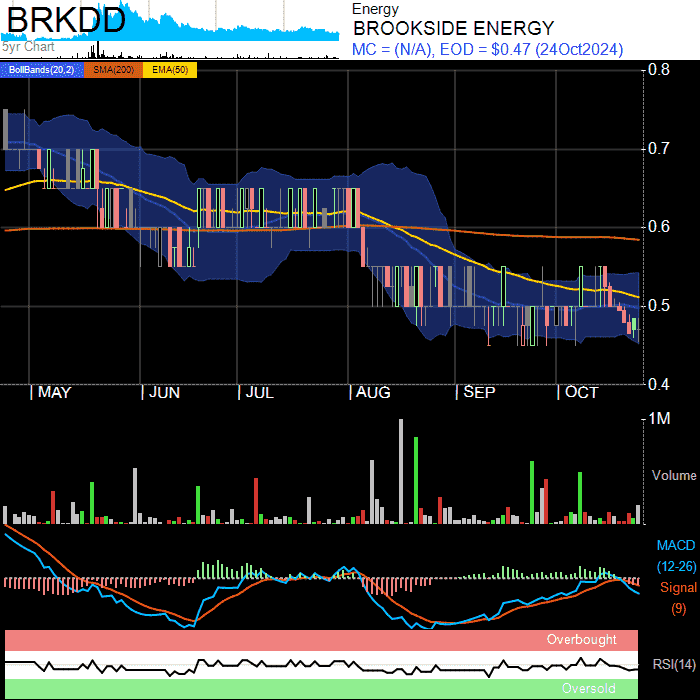 BRKDD
5yr Chart
Energy
BROOKSIDE ENERGY
MC = (N/A), EOD = $0.47 (24Oct2024)
BollBands(20,2) SMA(200) EMA(50)
0.8
0.7
0.6
0.5
0.4
MAY JUN JUL AUG SEP OCT
1M
Volume
MACD
(12-26)
Signal
(9)
Overbought
RSI(14)
Oversold